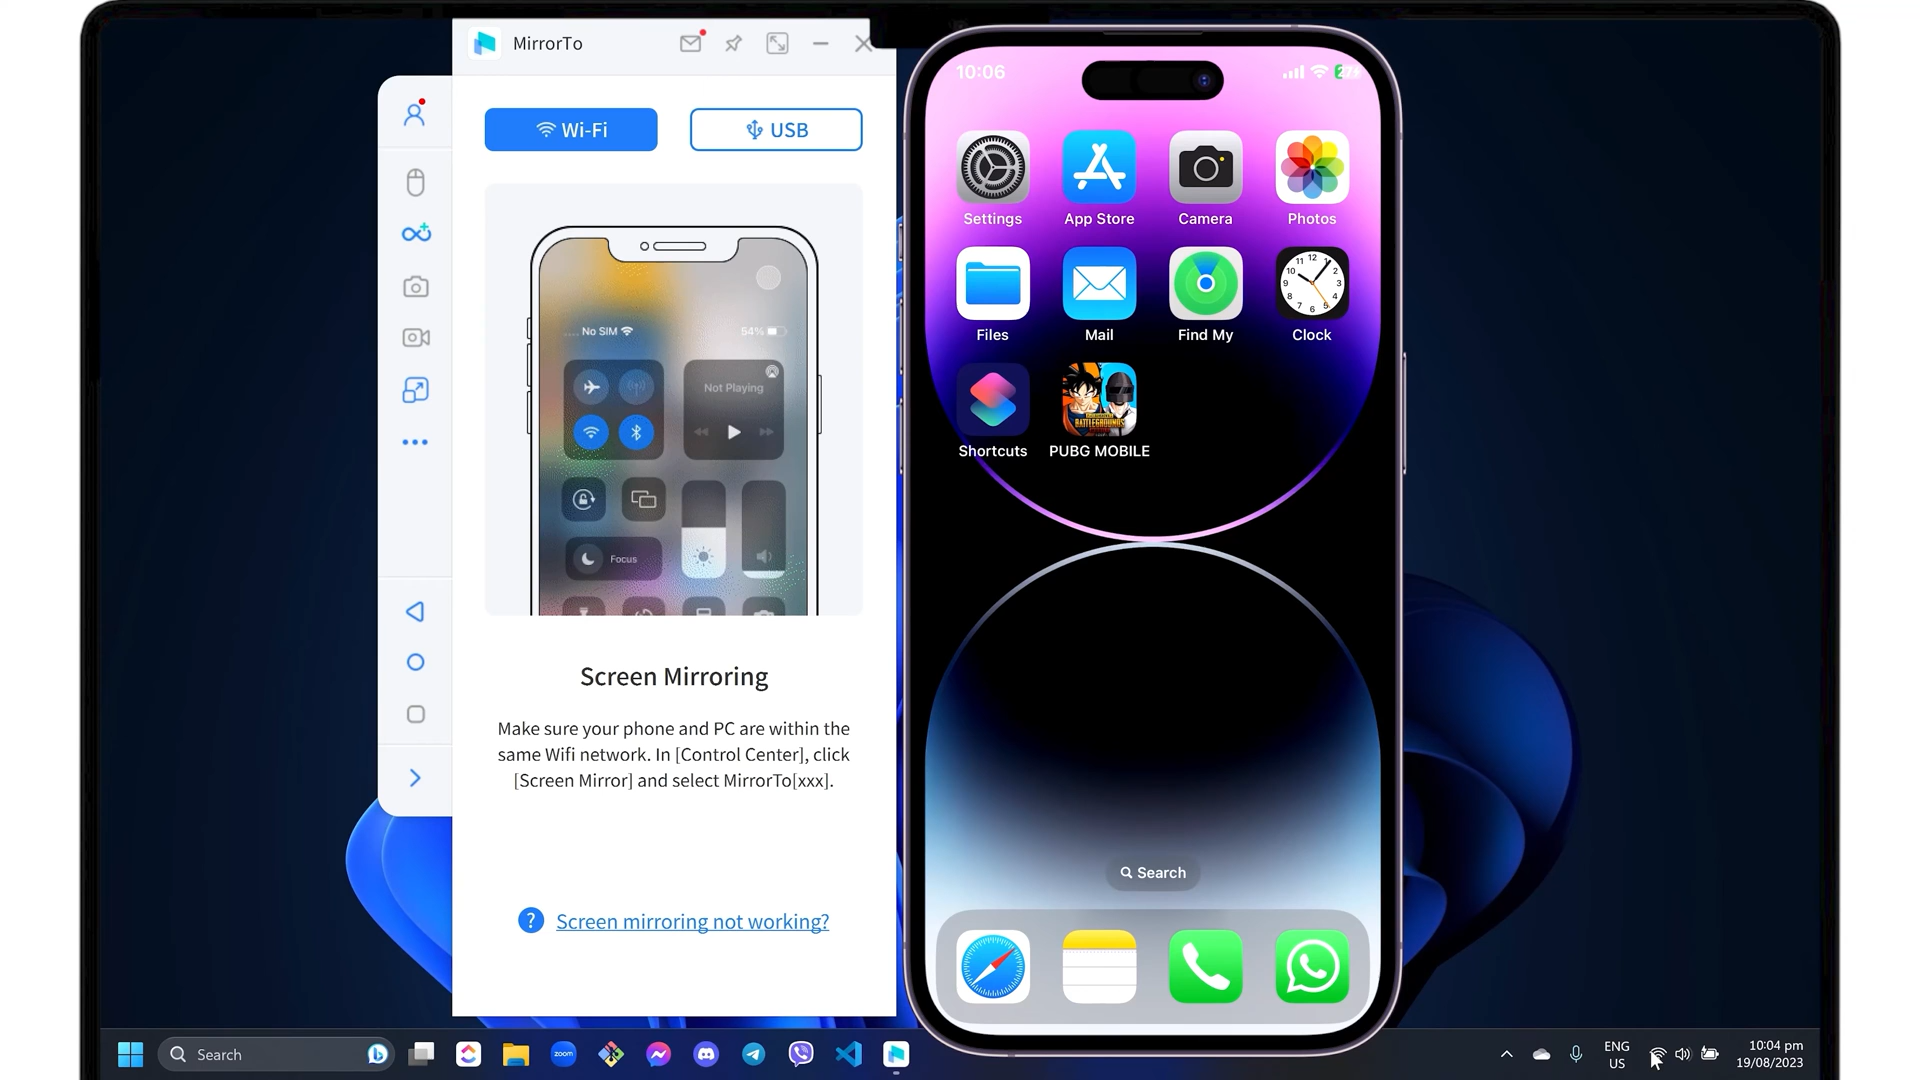 MirrorTo
Wi-Fi
USB
No SIM
54%
Not Playing
Focus
Screen Mirroring
Make sure your phone and PC are within the
same Wifi network. In [Control Center], click
[Screen Mirror] and select MirrorTo[xxx].
? Screen mirroring not working?
10:06
Settings
App Store
Camera
Photos
Files
Mail
Find My
Clock
Shortcuts
PUBG MOBILE
BATTLEGROUNDS
Search
Search
zoom
ENG
US
10:04 pm
19/08/2023